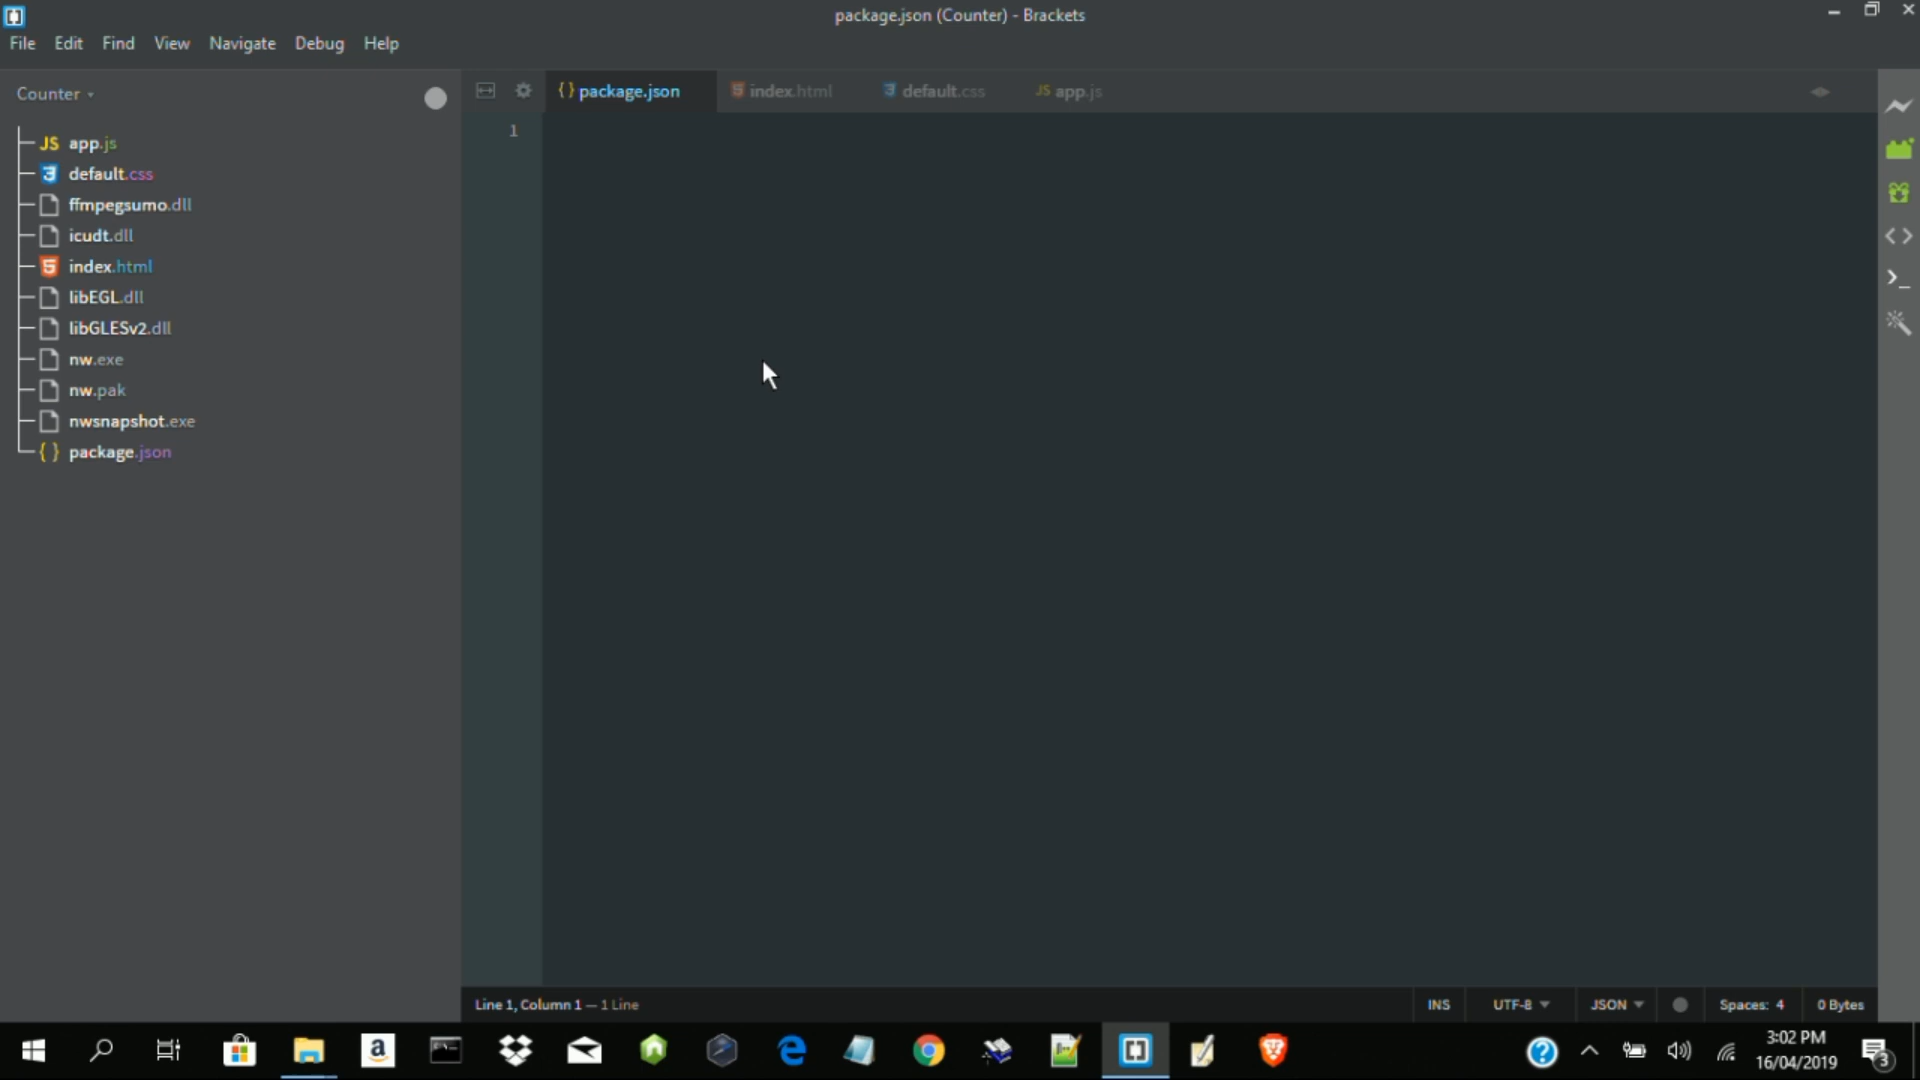 package.json (Counter) - Brackets
File Edit Find View Navigate Debug Help
Counter
package.json index.html default.css JS app.js
1
JS app.js
default.css
ffmpegsumo.dll
icudt.dll
index.html
libEGL.dll
libGLESv2.dll
nw.exe
nw.pak
nwsnapshot.exe
{ } package.json
Line 1, Column 1 — 1 Line INS UTF-8 JSON Spaces: 4 0 Bytes
3:02 PM
16/04/2019
3